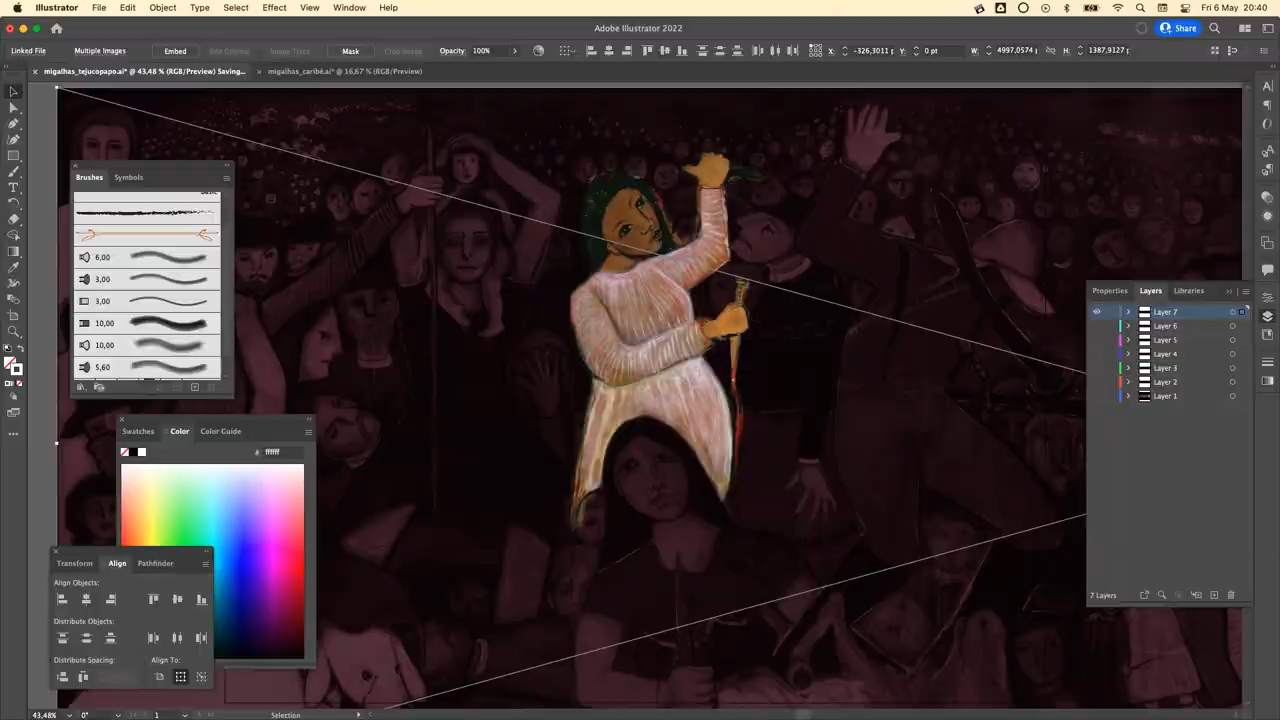 Illustrator File Edit Object Type Select Effect View Window Help Fri 6 May 20:40
Adobe Illustrator 2022 Share
Linked File Multiple Images Embed Edit Original Image Trace Mask Crop Image Opacity: 100% X: -326,3011 Y: 0 pt W: 4997,0574 H: 1387,9127
migalhas_tejucopapo.ai* @ 43,48 % (RGB/Preview) Saving... migalhas_caribé.ai* @ 16,67 % (RGB/Preview)
Brushes Symbols
Basic
6,00
3,00
3,00
10,00
10,00
5,60
Swatches Color Color Guide
# ffffff
Transform Align Pathfinder
Align Objects:
Distribute Objects:
Distribute Spacing: Align To:
Properties Layers Libraries
Layer 7
Layer 6
Layer 5
Layer 4
Layer 3
Layer 2
Layer 1
7 Layers
43,48% 0° 1 Selection